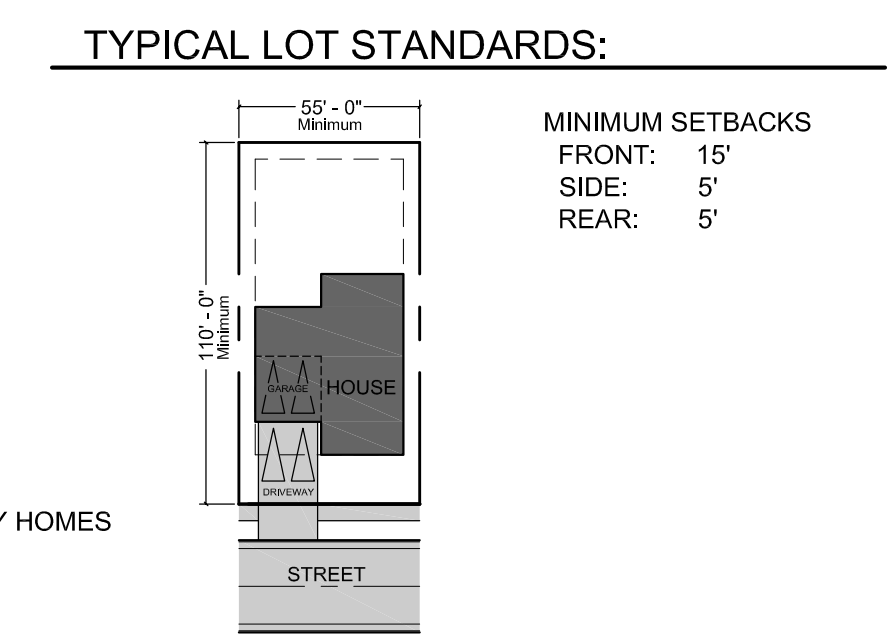 TYPICAL LOT STANDARDS:
55' - 0"
Minimum
MINIMUM SETBACKS
FRONT: 15'
SIDE: 5'
REAR: 5'
110' - 0"
Minimum
GARAGE
HOUSE
DRIVEWAY
Y HOMES
STREET